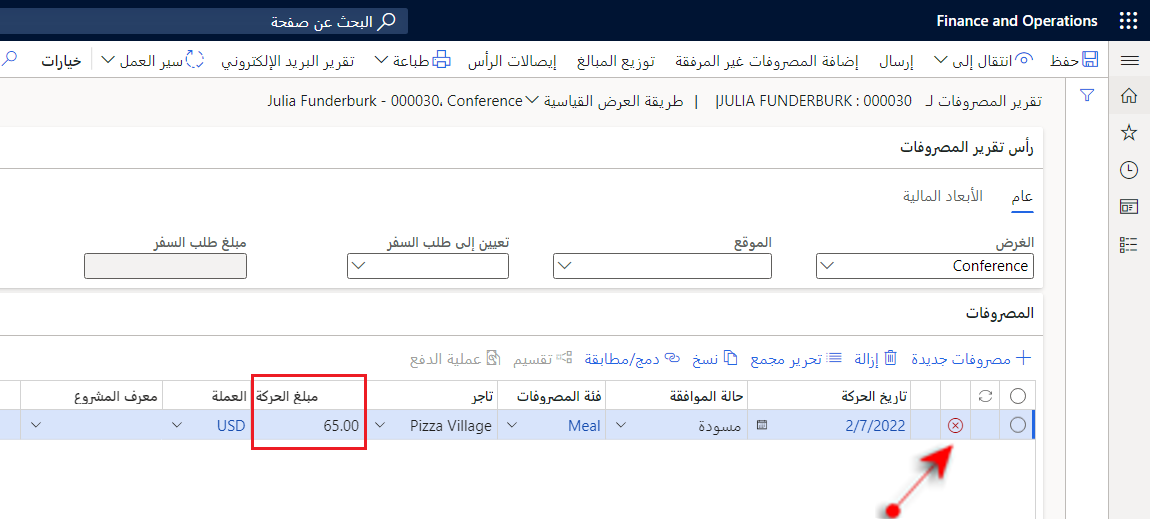 Finance and Operations البحث عن صفحة
حفظ انتقال إلى إرسال إضافة المصروفات غير المرفقة توزيع المبالغ إيصالات الرأس طباعة تقرير البريد الإلكتروني سير العمل خيارات
تقرير المصروفات لـ JULIA FUNDERBURK : 000030 | طريقة العرض القياسية Julia Funderburk - 000030، Conference
رأس تقرير المصروفات
عام الأبعاد المالية
الغرض الموقع تعيين إلى طلب السفر مبلغ طلب السفر
Conference
المصروفات
مصروفات جديدة إزالة تحرير مجمع نسخ دمج/مطابقة تقسيم عملية الدفع
تاريخ الحركة حالة الموافقة فئة المصروفات تاجر مبلغ الحركة العملة معرف المشروع
2/7/2022 مسودة Meal Pizza Village 65.00 USD